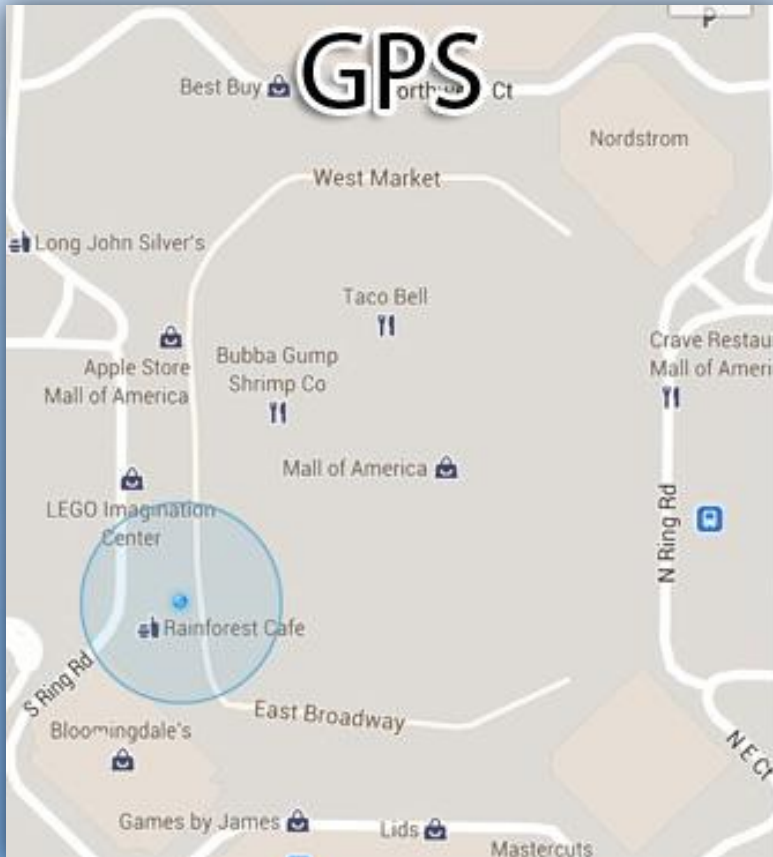 GPS
P
Best Buy
Ct
Nordstrom
West Market
Long John Silver's
Taco Bell
Apple Store
Mall of America
Bubba Gump
Shrimp Co
Crave Restau
Mall of Ameri
Mall of America
LEGO Imagination
Center
N Ring Rd
Rainforest Cafe
S Ring Rd
East Broadway
Bloomingdale's
N E Ct
Games by James
Lids
Mastercuts